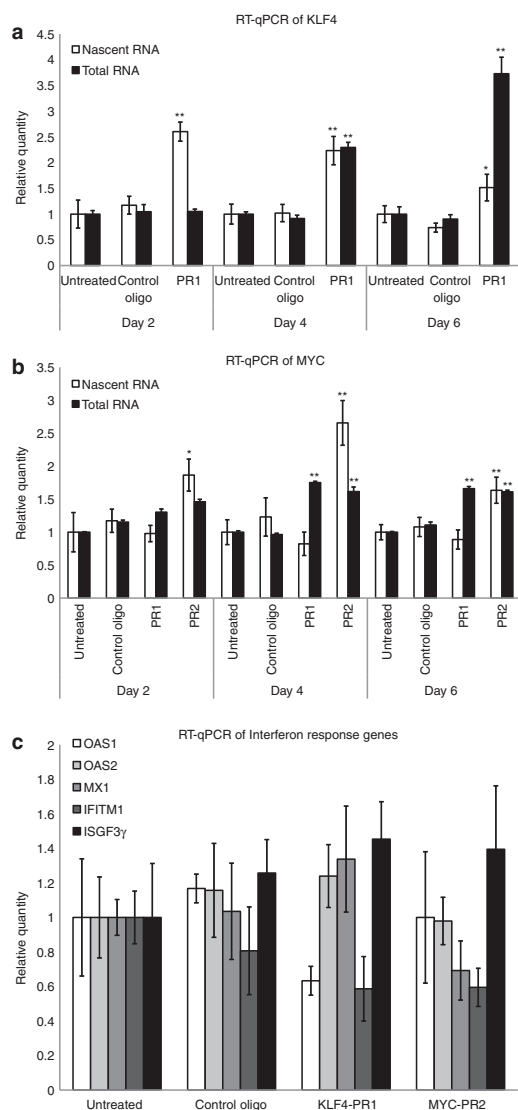 a
RT-qPCR of KLF4
Nascent RNA
Total RNA
Relative quantity
4.5
4
3.5
3
2.5
2
1.5
1
0.5
0
**
** **
*
**
Untreated Control oligo PR1 Untreated Control oligo PR1 Untreated Control oligo PR1
Day 2 Day 4 Day 6
b
RT-qPCR of MYC
Nascent RNA
Total RNA
Relative quantity
3.5
3
2.5
2
1.5
1
0.5
0
*
**
**
**
**
**
**
Untreated Control oligo PR1 PR2 Untreated Control oligo PR1 PR2 Untreated Control oligo PR1 PR2
Day 2 Day 4 Day 6
c
RT-qPCR of Interferon response genes
OAS1
OAS2
MX1
IFITM1
ISGF3γ
Relative quantity
2
1.8
1.6
1.4
1.2
1
0.8
0.6
0.4
0.2
0
Untreated Control oligo KLF4-PR1 MYC-PR2